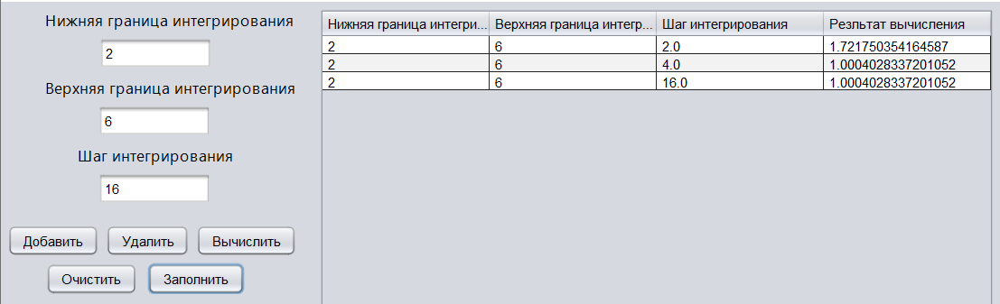 Нижняя граница интегрирования
2
Верхняя граница интегрирования
6
Шаг интегрирования
16
Добавить Удалить Вычислить
Очистить Заполнить
Нижняя граница интегри... Верхняя граница интегр... Шаг интегрирования Резльтат вычисления
2 6 2.0 1.721750354164587
2 6 4.0 1.0004028337201052
2 6 16.0 1.0004028337201052